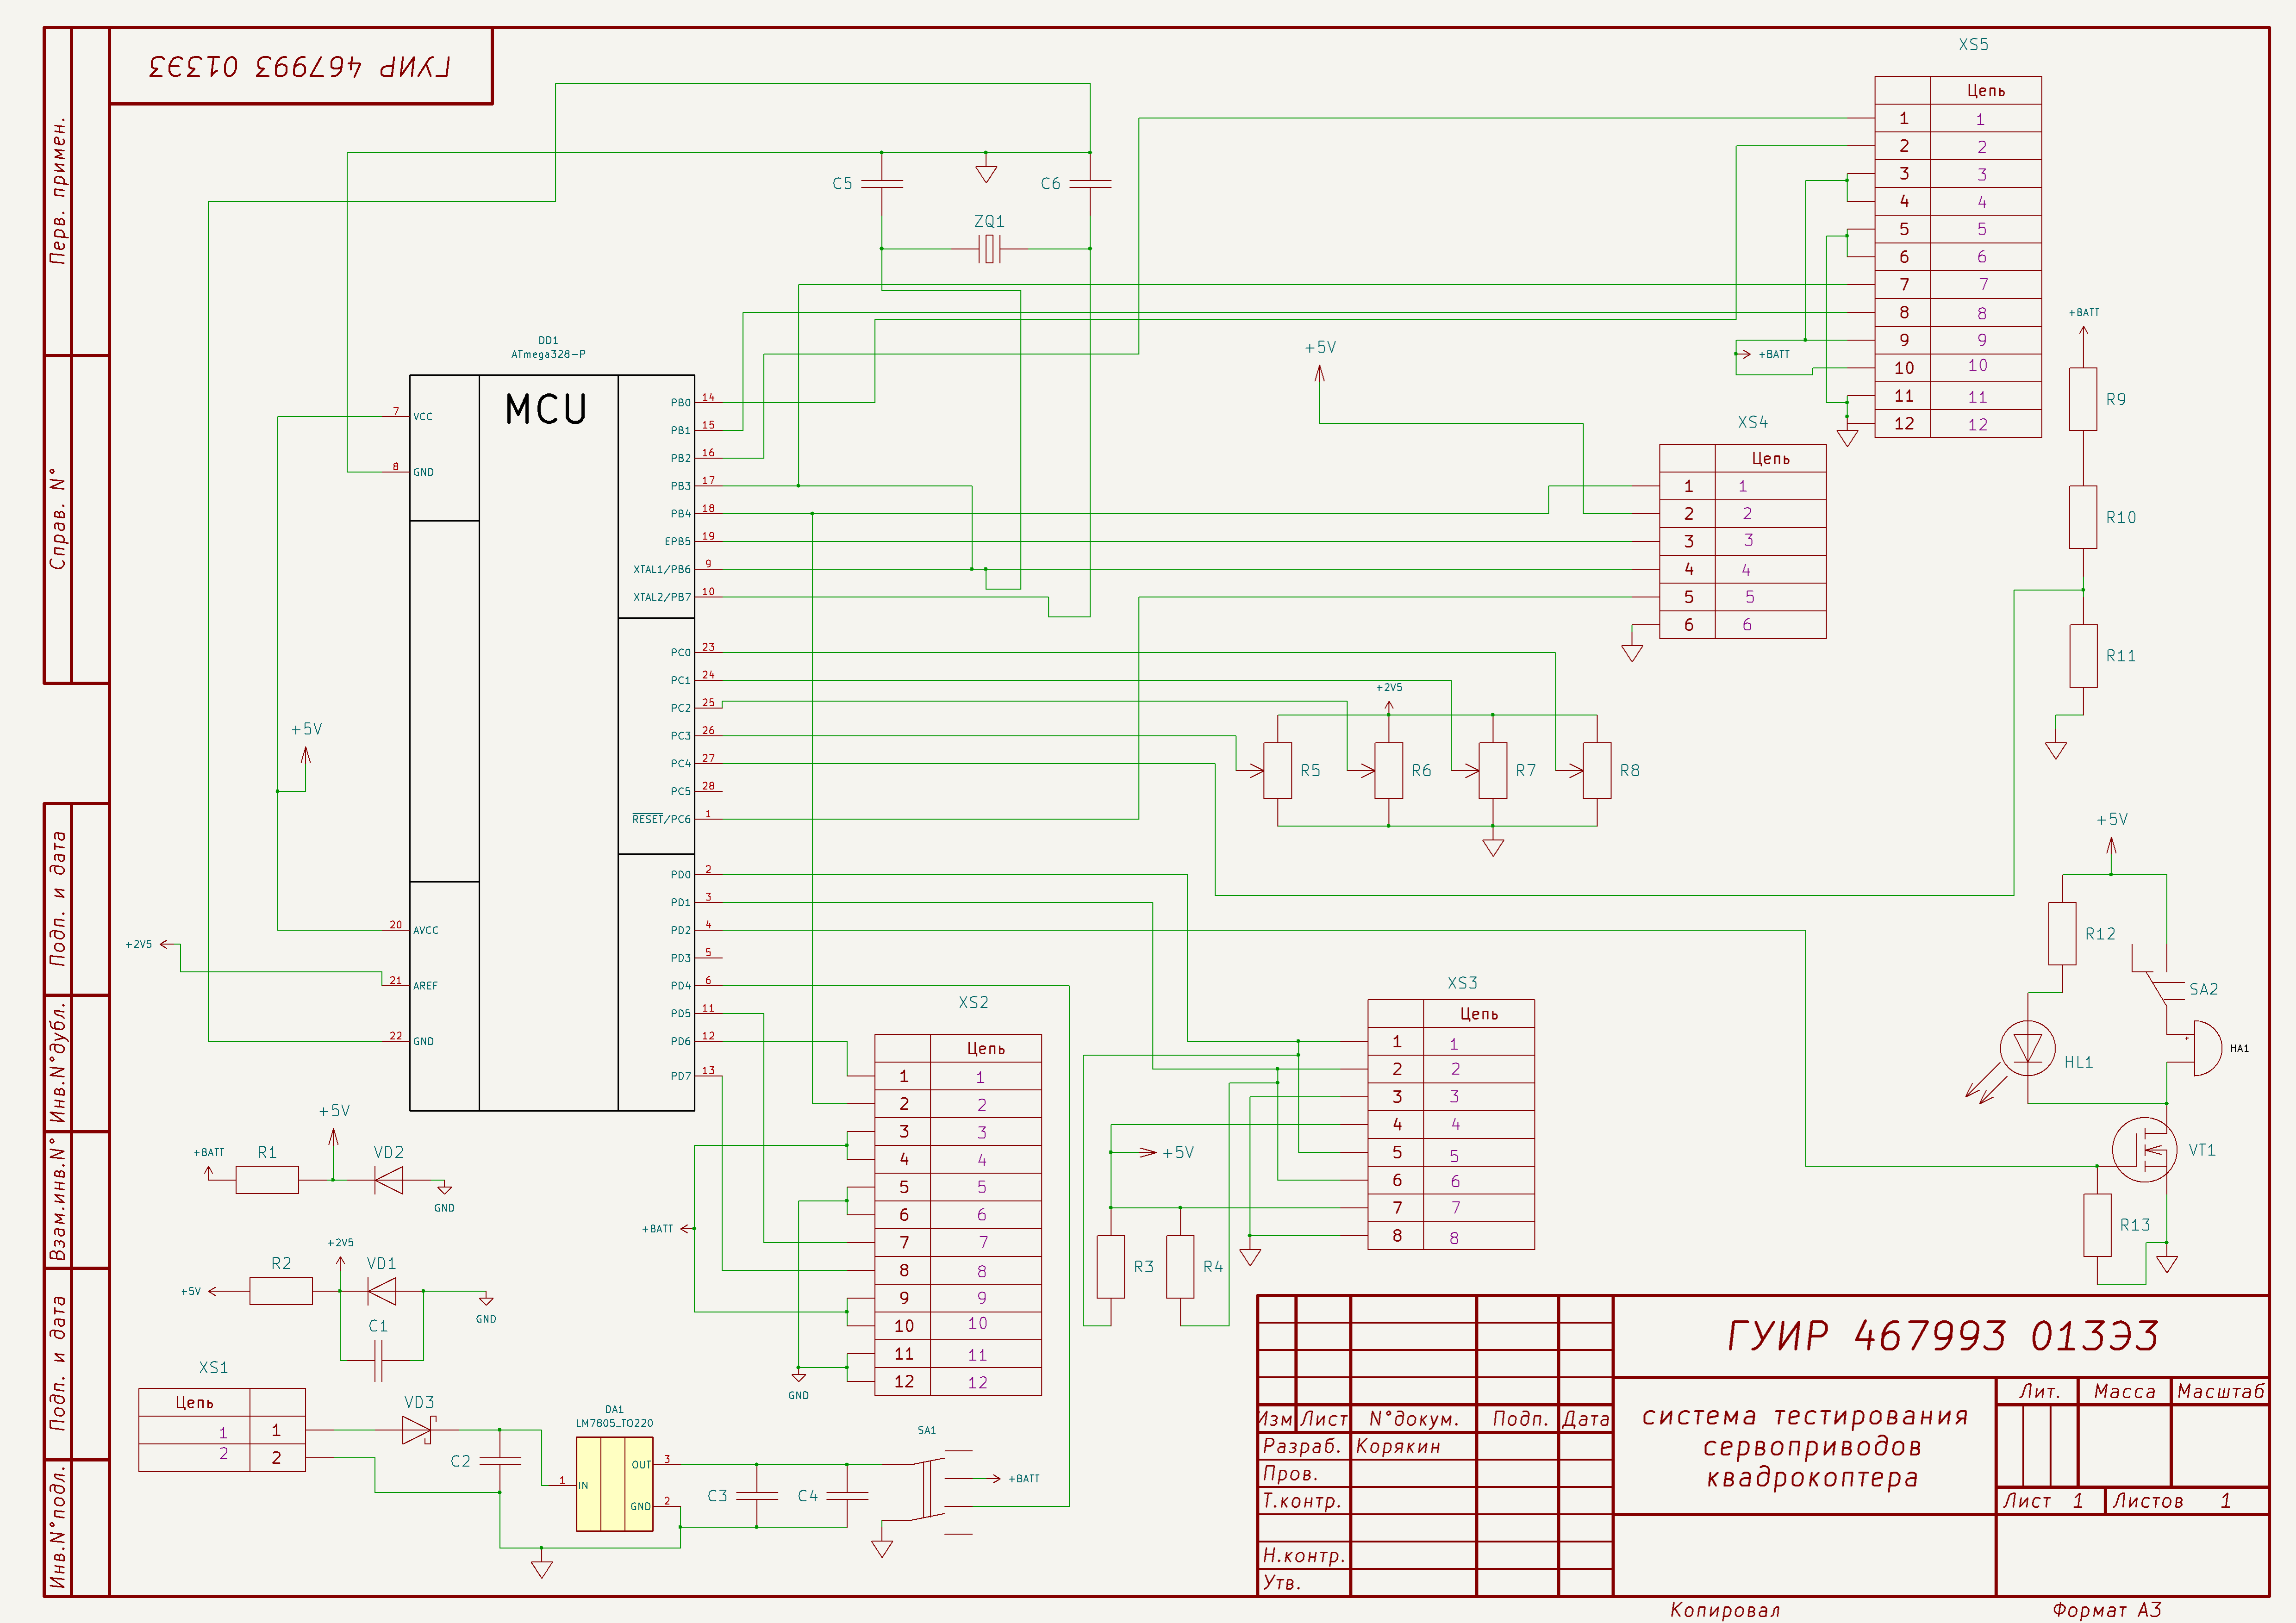 ГУИР 467993 013ЭЗ
Перв. примен.
Справ. N°
Подп. и дата
Инв.N°дубл.
Взам.инв.N°
Подп. и дата
Инв.N°подл.
C5
C6
ZQ1
DD1
ATmega328-P
MCU
7 VCC
8 GND
20 AVCC
21 AREF
22 GND
+5V
+2V5
PB0 14
PB1 15
PB2 16
PB3 17
PB4 18
EPB5 19
XTAL1/PB6 9
XTAL2/PB7 10
PC0 23
PC1 24
PC2 25
PC3 26
PC4 27
PC5 28
RESET/PC6 1
PD0 2
PD1 3
PD2 4
PD3 5
PD4 6
PD5 11
PD6 12
PD7 13
XS5
Цепь
1 1
2 2
3 3
4 4
5 5
6 6
7 7
8 8
9 9
10 10
11 11
12 12
+BATT
+5V
XS4
Цепь
1 1
2 2
3 3
4 4
5 5
6 6
+BATT
R9
R10
R11
+2V5
R5
R6
R7
R8
+5V
R12
SA2
HL1
HA1
VT1
R13
XS3
Цепь
1 1
2 2
3 3
4 4
5 5
6 6
7 7
8 8
+5V
R3
R4
XS2
Цепь
1 1
2 2
3 3
4 4
5 5
6 6
7 7
8 8
9 9
10 10
11 11
12 12
+BATT
GND
+5V
+BATT
R1
VD2
GND
+2V5
+5V
R2
VD1
GND
C1
XS1
Цепь
1 1
2 2
VD3
C2
DA1
LM7805_TO220
1 IN
OUT 3
GND 2
C3
C4
SA1
+BATT
ГУИР 467993 013ЭЗ
Лит. Масса Масштаб
Изм Лист N°докум. Подп. Дата
система тестирования
сервоприводов
квадрокоптера
Разраб. Корякин
Пров.
Т.контр.
Лист 1 Листов 1
Н.контр.
Утв.
Копировал Формат А3